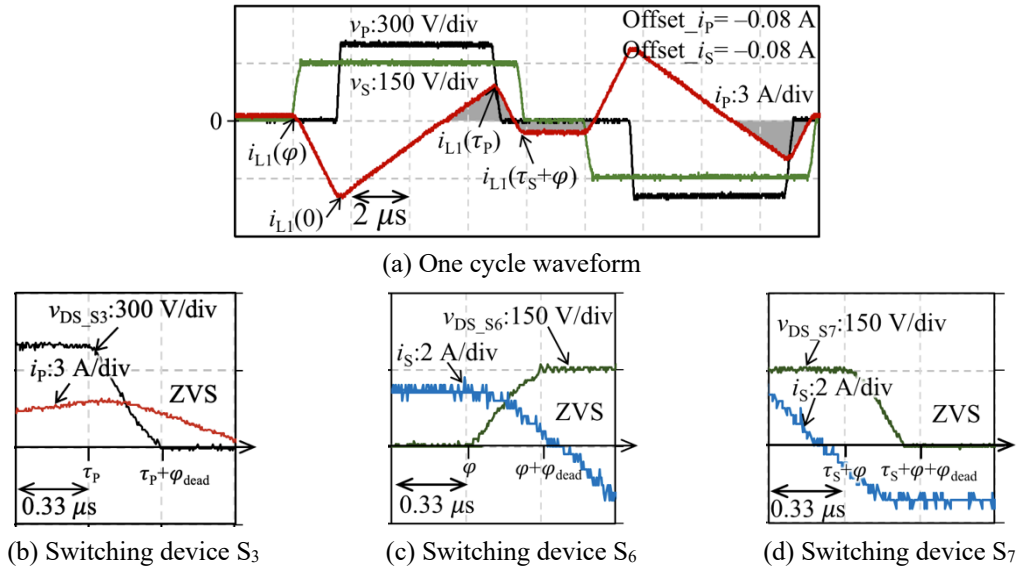 vP:300 V/div
Offset_iP= –0.08 A
Offset_iS= –0.08 A
vS:150 V/div
iP:3 A/div
0
iL1(φ)
iL1(τP)
iL1(τS+φ)
iL1(0)
2 μs
(a) One cycle waveform
vDS_S3:300 V/div
iP:3 A/div
ZVS
τP
τP+φdead
0.33 μs
(b) Switching device S3
vDS_S6:150 V/div
iS:2 A/div
ZVS
φ
φ+φdead
0.33 μs
(c) Switching device S6
vDS_S7:150 V/div
iS:2 A/div
ZVS
τS+φ
τS+φ+φdead
0.33 μs
(d) Switching device S7